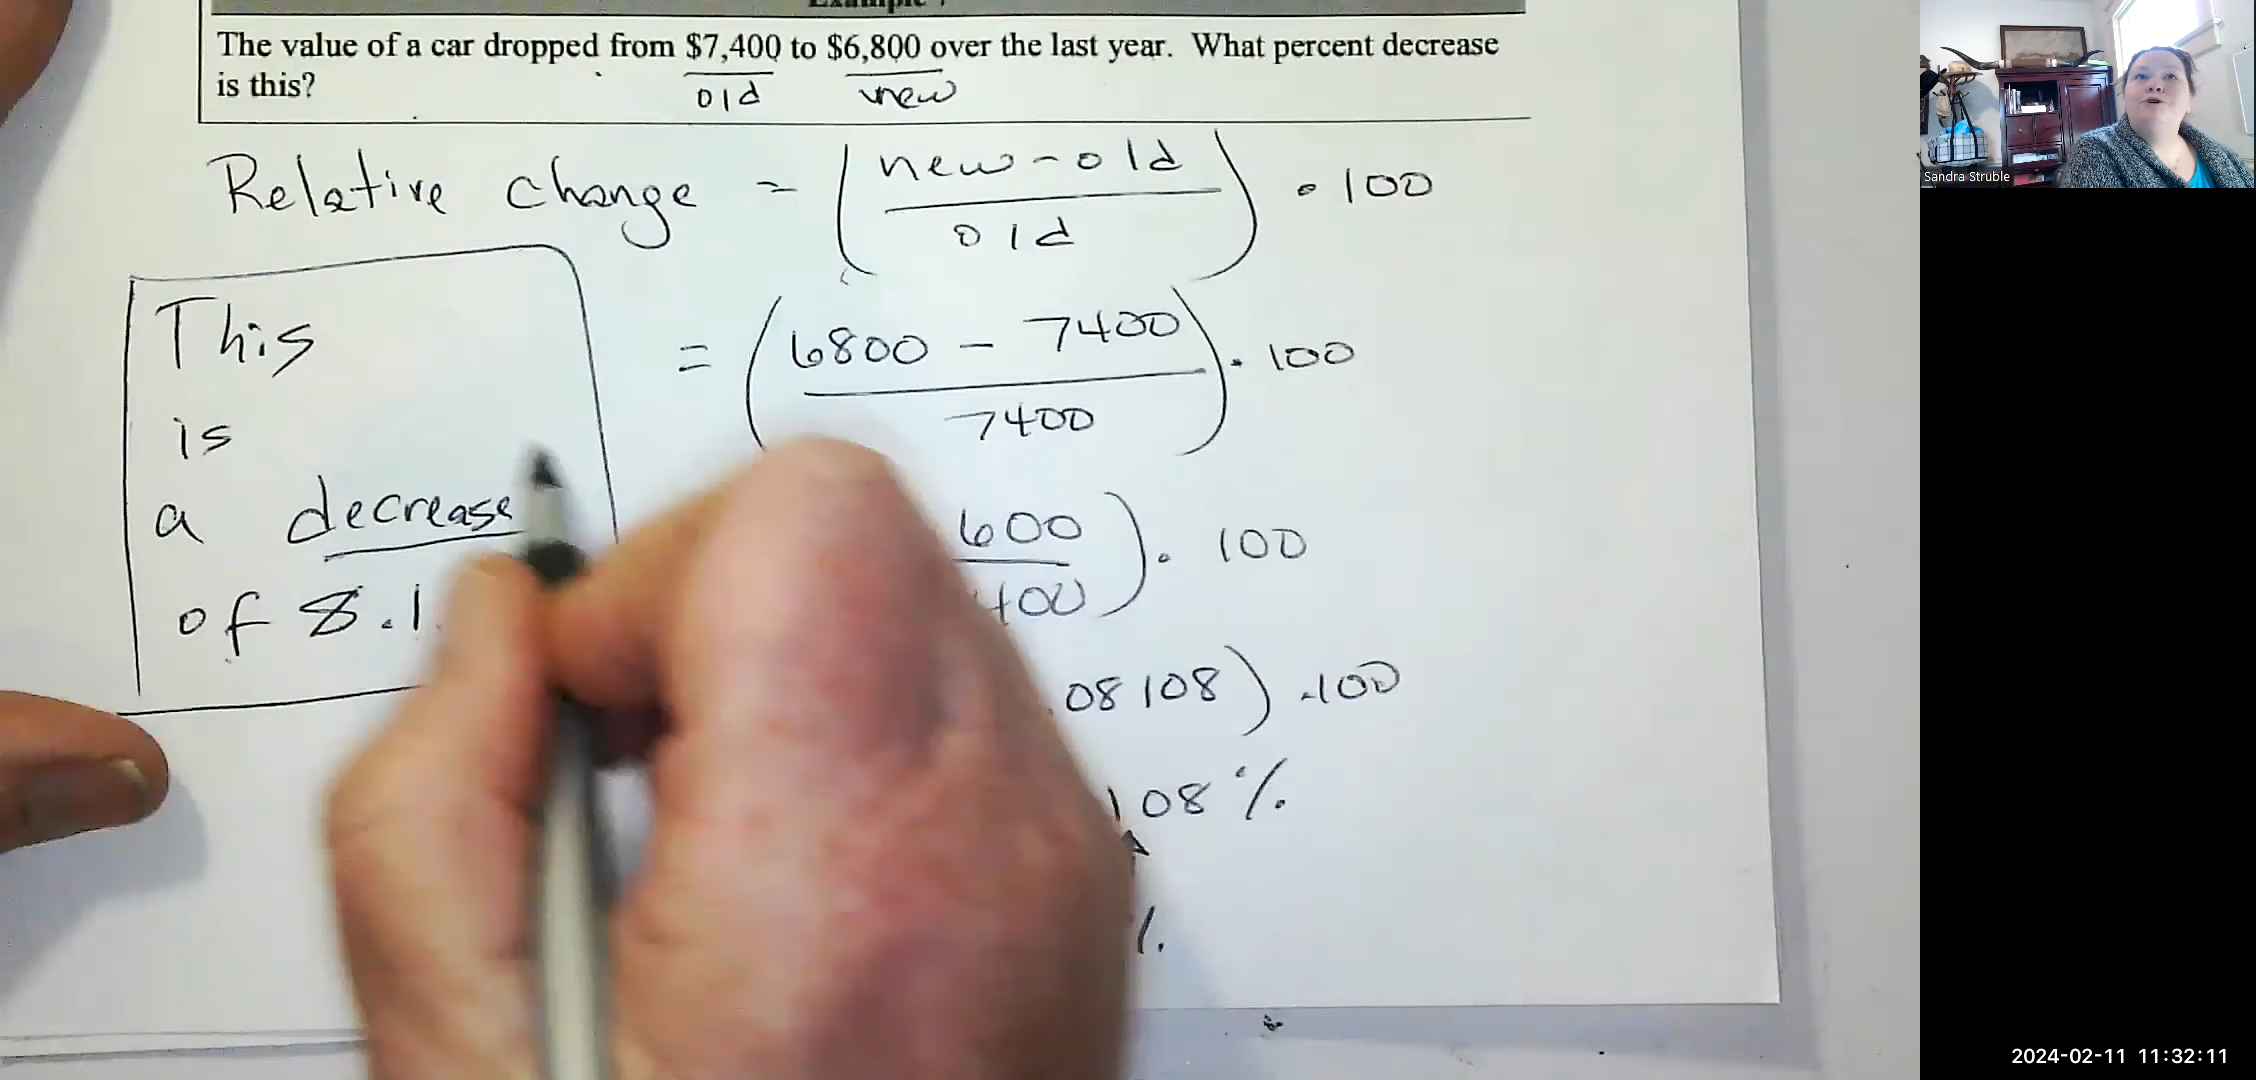 The value of a car dropped from $7,400 to $6,800 over the last year. What percent decrease
is this?
old new
Relative change = (new - old / old) • 100
= (6800 - 7400 / 7400) • 100
600 / 400) • 100
.08108) • 100
108 %
%
This
is
a decrease
of 8.1
Sandra Struble
2024-02-11 11:32:11